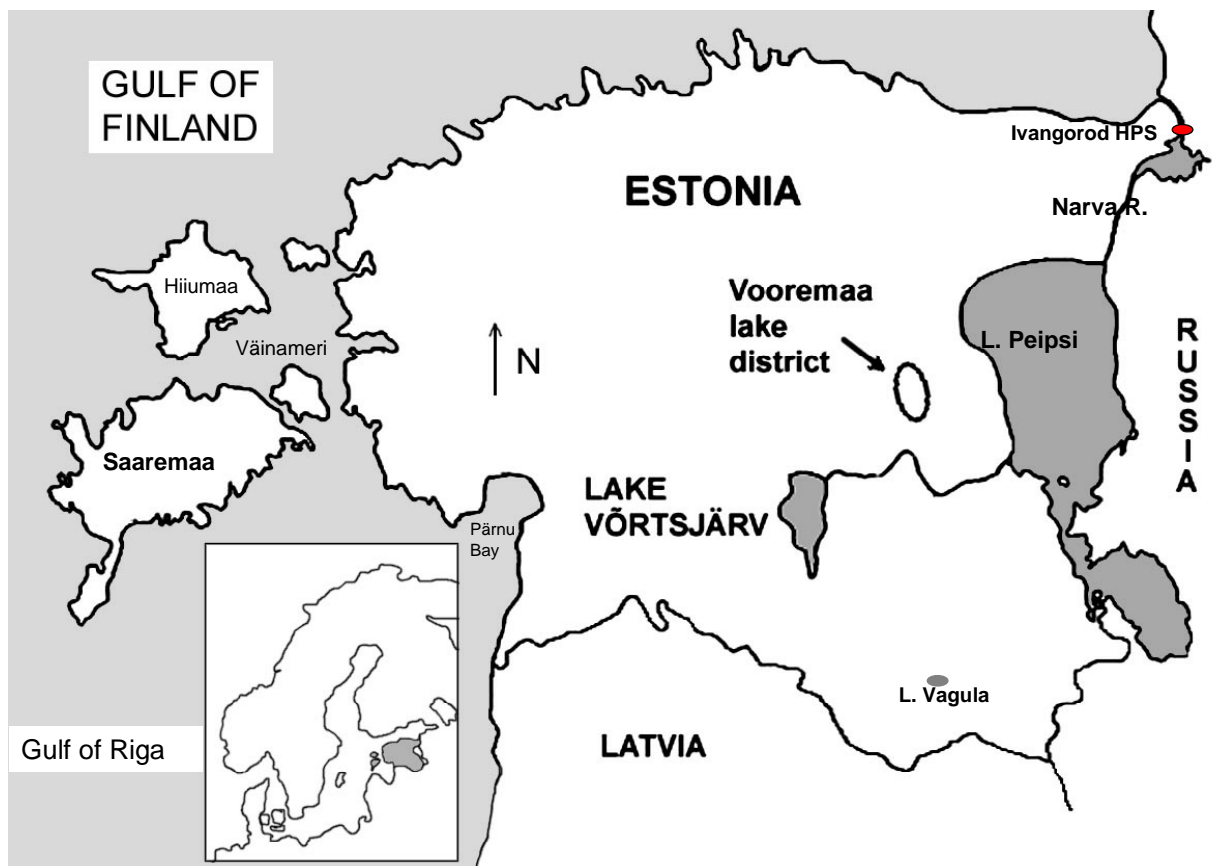 GULF OF
FINLAND
Ivangorod HPS
ESTONIA
Narva R.
Hiiumaa
Vooremaa
lake
district
L. Peipsi
RUSSIA
Väinameri
N
Saaremaa
LAKE
VÕRTSJÄRV
Pärnu
Bay
L. Vagula
Gulf of Riga
LATVIA